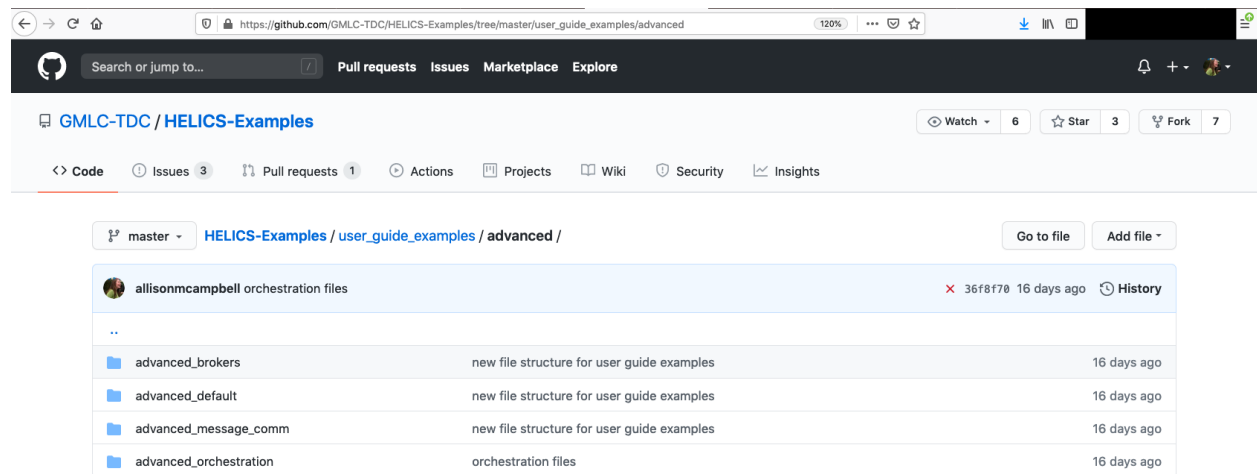 https://github.com/GMLC-TDC/HELICS-Examples/tree/master/user_guide_examples/advanced 120%
Search or jump to... / Pull requests Issues Marketplace Explore
GMLC-TDC / HELICS-Examples Watch 6 Star 3 Fork 7
<> Code Issues 3 Pull requests 1 Actions Projects Wiki Security Insights
master HELICS-Examples / user_guide_examples / advanced / Go to file Add file
allisonmcampbell orchestration files 36f8f70 16 days ago History
..
advanced_brokers new file structure for user guide examples 16 days ago
advanced_default new file structure for user guide examples 16 days ago
advanced_message_comm new file structure for user guide examples 16 days ago
advanced_orchestration orchestration files 16 days ago